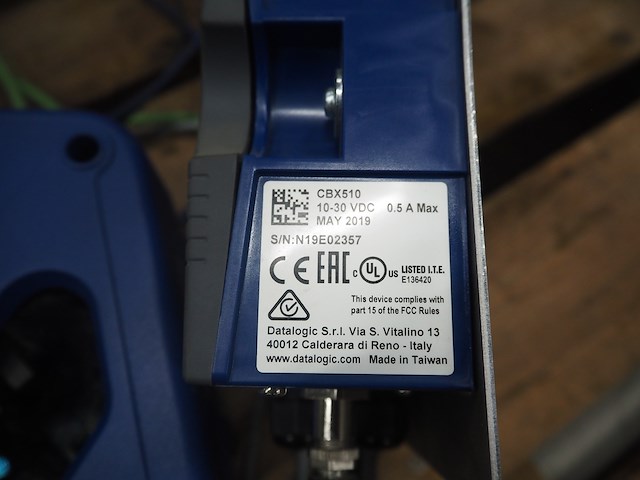 CBX510
10-30 VDC 0.5 A Max
MAY 2019
S/N:N19E02357
CE EAC c UL US LISTED I.T.E.
E136420
This device complies with
part 15 of the FCC Rules
Datalogic S.r.l. Via S. Vitalino 13
40012 Calderara di Reno - Italy
www.datalogic.com Made in Taiwan